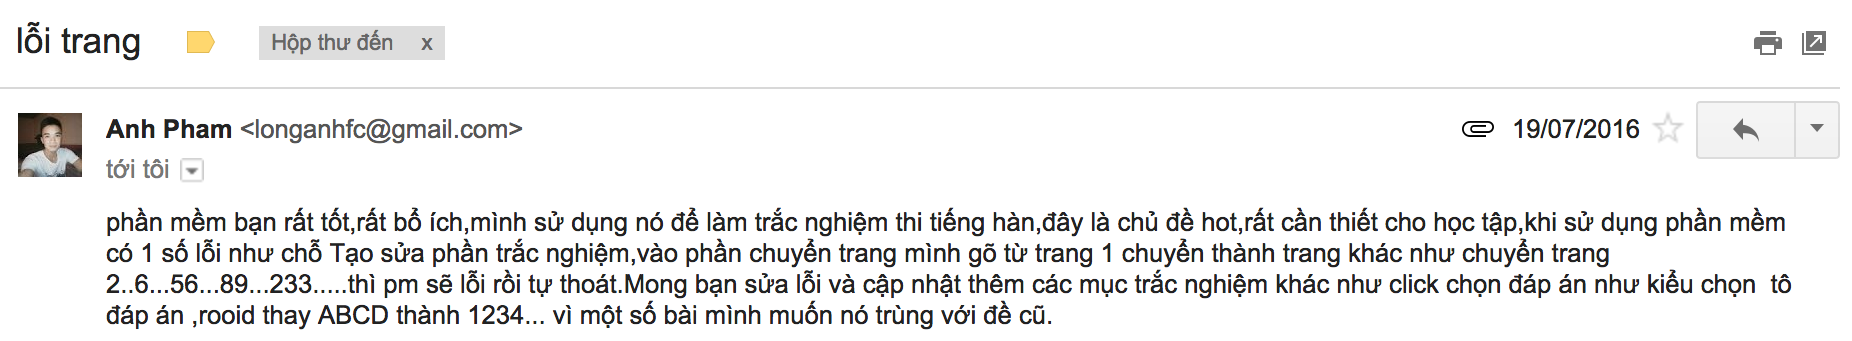 lỗi trang
Hộp thư đến x
Anh Pham <longanhfc@gmail.com>
19/07/2016
tới tôi
phần mềm bạn rất tốt,rất bổ ích,mình sử dụng nó để làm trắc nghiệm thi tiếng hàn,đây là chủ đề hot,rất cần thiết cho học tập,khi sử dụng phần mềm
có 1 số lỗi như chỗ Tạo sửa phần trắc nghiệm,vào phần chuyển trang mình gõ từ trang 1 chuyển thành trang khác như chuyển trang
2..6...56...89...233.....thì pm sẽ lỗi rồi tự thoát.Mong bạn sửa lỗi và cập nhật thêm các mục trắc nghiệm khác như click chọn đáp án như kiểu chọn  tô
đáp án ,rooid thay ABCD thành 1234... vì một số bài mình muốn nó trùng với đề cũ.